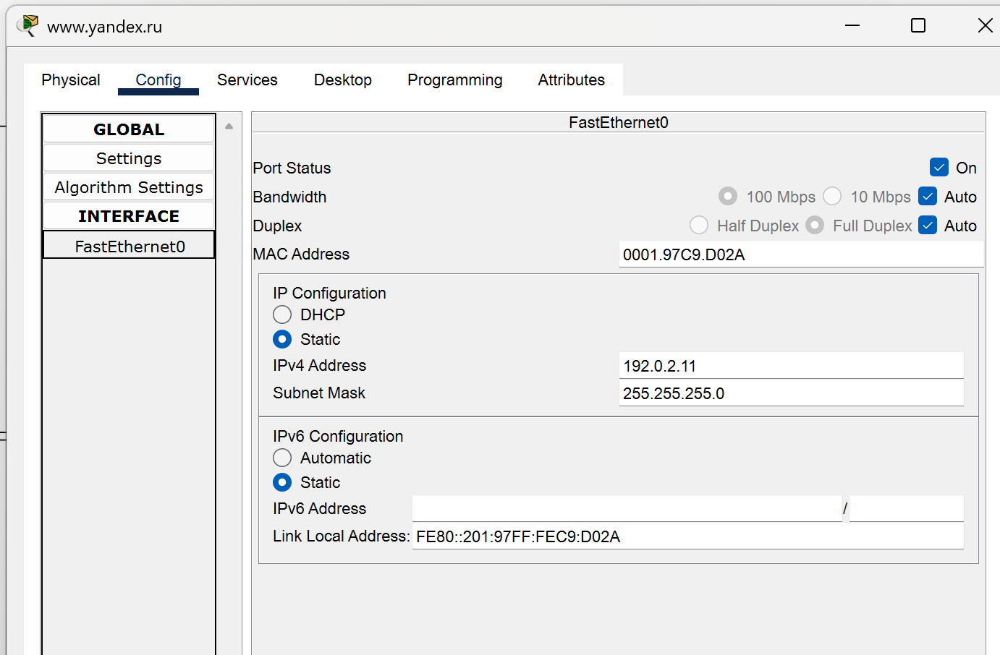 www.yandex.ru
Physical Config Services Desktop Programming Attributes
GLOBAL
Settings
Algorithm Settings
INTERFACE
FastEthernet0
FastEthernet0
Port Status On
Bandwidth 100 Mbps 10 Mbps Auto
Duplex Half Duplex Full Duplex Auto
MAC Address 0001.97C9.D02A
IP Configuration
DHCP
Static
IPv4 Address 192.0.2.11
Subnet Mask 255.255.255.0
IPv6 Configuration
Automatic
Static
IPv6 Address /
Link Local Address: FE80::201:97FF:FEC9:D02A